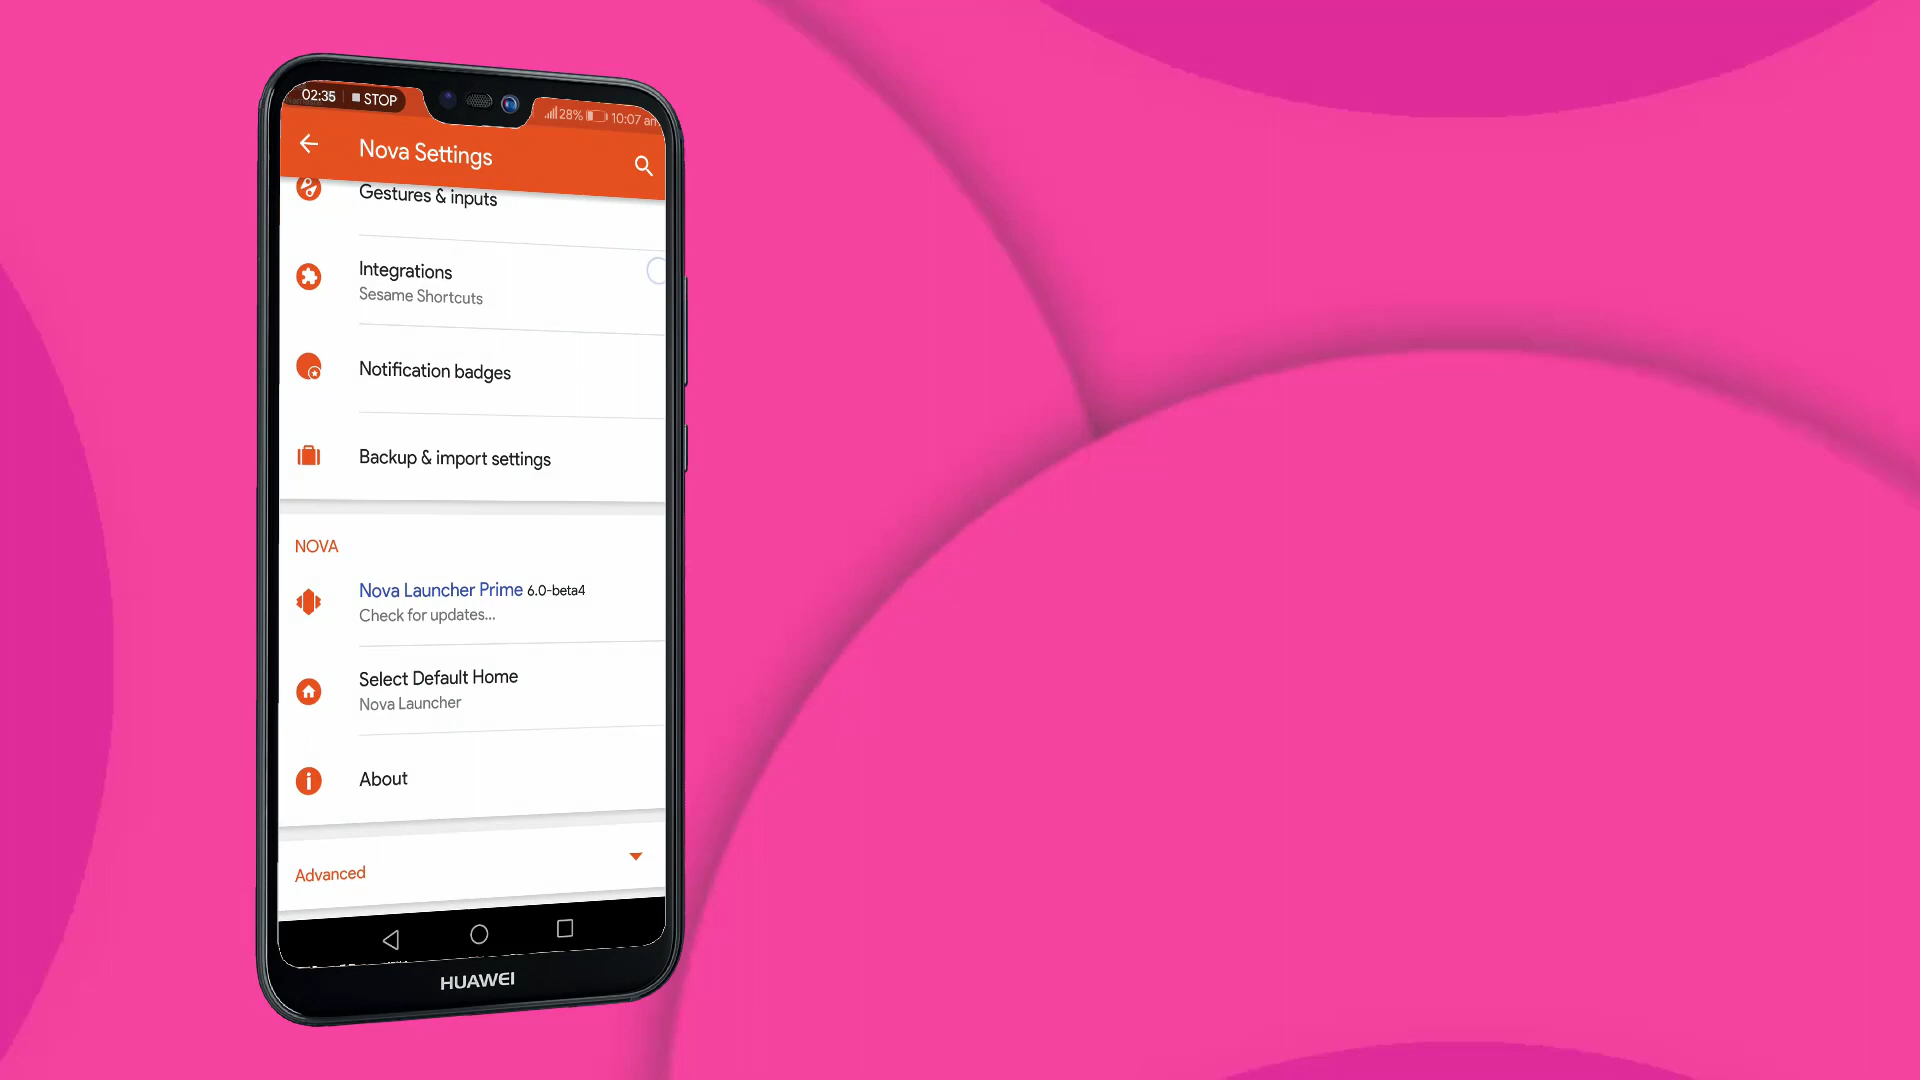 02:35 STOP
28% 10:07 am
Nova Settings
Gestures & inputs
Integrations
Sesame Shortcuts
Notification badges
Backup & import settings
NOVA
Nova Launcher Prime 6.0-beta4
Check for updates...
Select Default Home
Nova Launcher
About
Advanced
HUAWEI